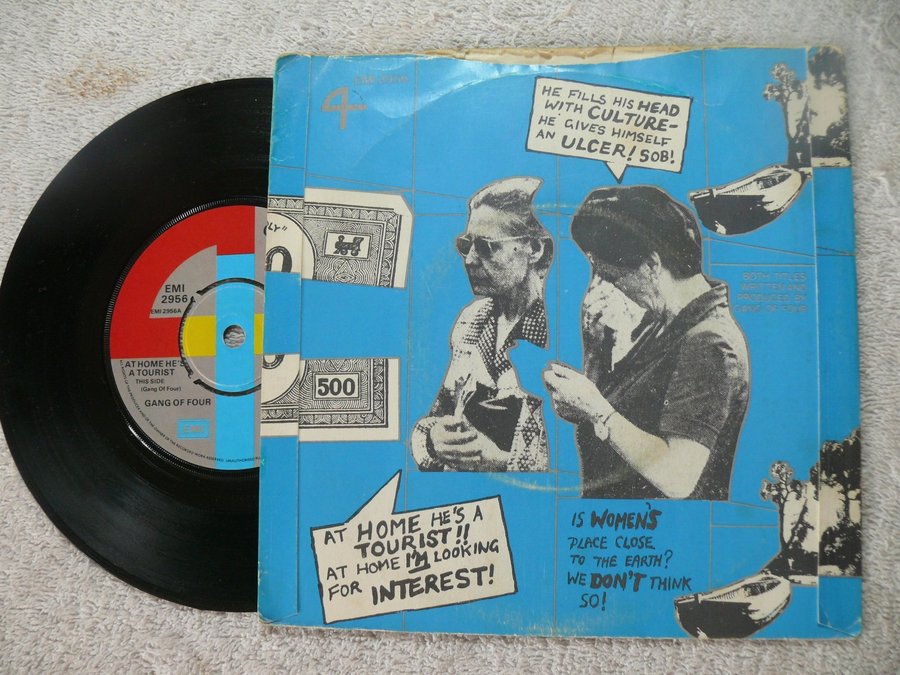 HE FILLS HIS HEAD
WITH CULTURE-
HE GIVES HIMSELF
AN ULCER! SOB!
4
BOTH TITLES
WRITTEN AND
PRODUCED BY
GANG OF FOUR
500
EMI
2956
EMI 2956A
AT HOME HE'S
A TOURIST
THIS SIDE
(Gang Of Four)
GANG OF FOUR
EMI
AT HOME HE'S A
TOURIST!!
AT HOME I'M LOOKING
FOR INTEREST!
IS WOMEN'S
PLACE CLOSE
TO THE EARTH?
WE DON'T THINK
SO!